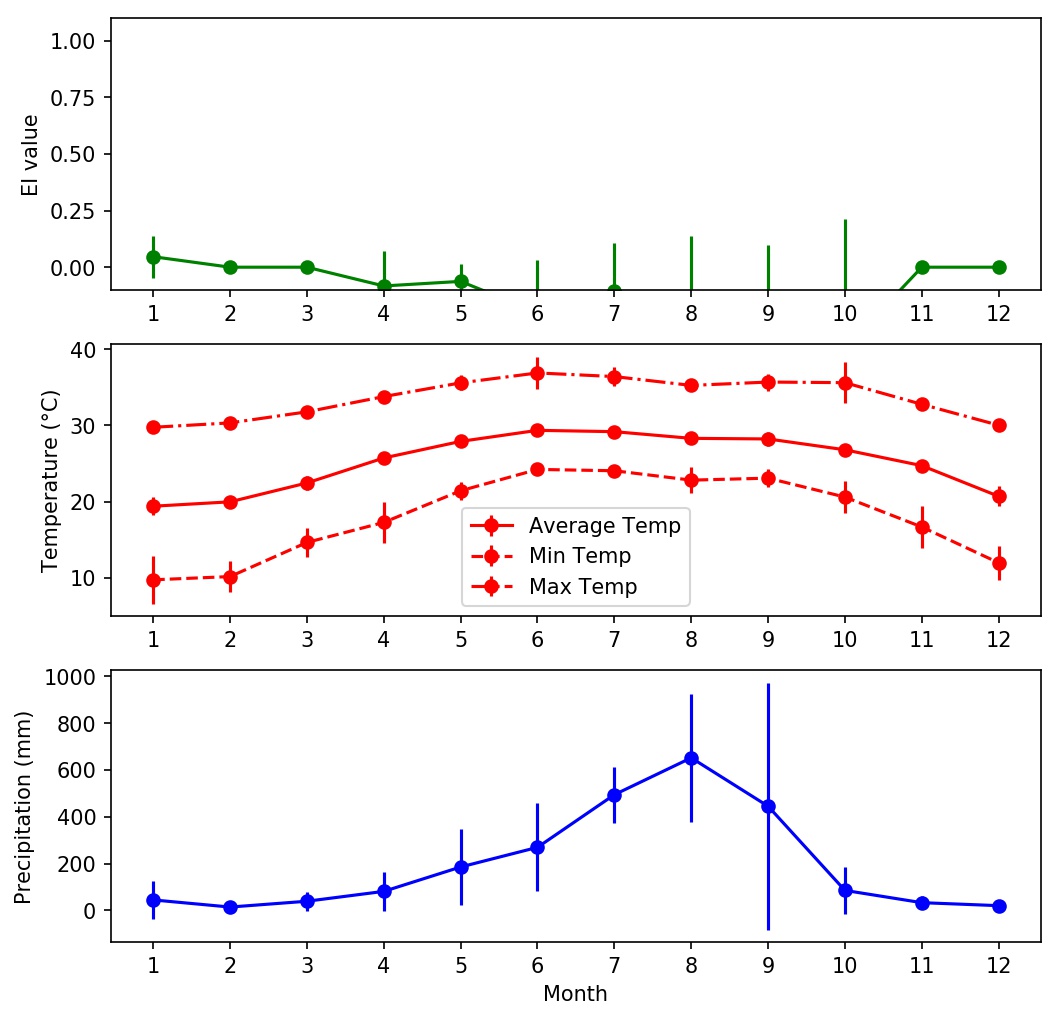 EI value
1.00
0.75
0.50
0.25
0.00
1 2 3 4 5 6 7 8 9 10 11 12
Temperature (°C)
40
30
20
10
Average Temp
Min Temp
Max Temp
1 2 3 4 5 6 7 8 9 10 11 12
Precipitation (mm)
1000
800
600
400
200
0
1 2 3 4 5 6 7 8 9 10 11 12
Month